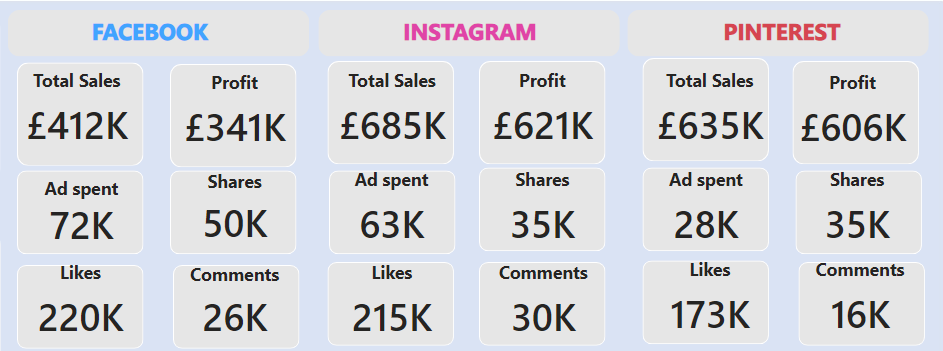 FACEBOOK
INSTAGRAM
PINTEREST
Total Sales
£412K
Profit
£341K
Total Sales
£685K
Profit
£621K
Total Sales
£635K
Profit
£606K
Ad spent
72K
Shares
50K
Ad spent
63K
Shares
35K
Ad spent
28K
Shares
35K
Likes
220K
Comments
26K
Likes
215K
Comments
30K
Likes
173K
Comments
16K